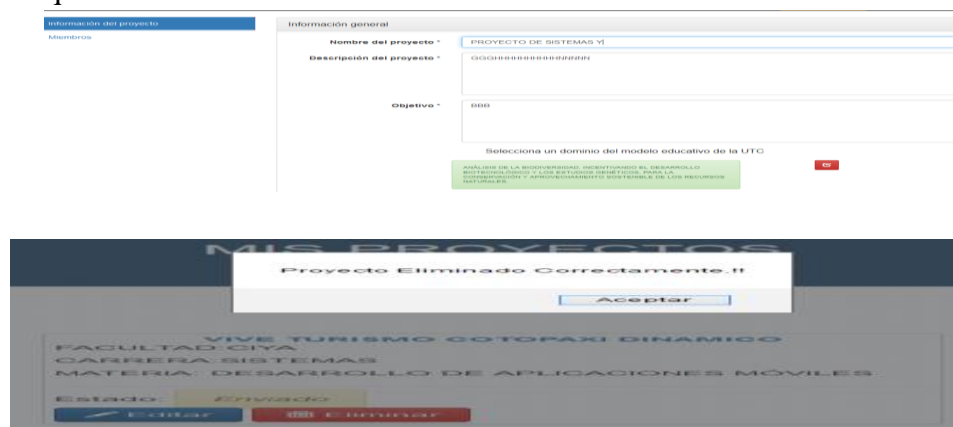 Información del proyecto
Miembros
Información general
Nombre del proyecto *
PROYECTO DE SISTEMAS Y
Descripción del proyecto *
GGGHHHHHHHHNNNNN
Objetivo *
BBB
Selecciona un dominio del modelo educativo de la UTC
ANÁLISIS DE LA BIODIVERSIDAD, INCENTIVANDO EL DESARROLLO
BIOTECNOLÓGICO Y LOS ESTUDIOS GENÉTICOS, PARA LA
CONSERVACIÓN Y APROVECHAMIENTO SOSTENIBLE DE LOS RECURSOS
NATURALES
MIS PROYECTOS
Proyecto Eliminado Correctamente.!!
Aceptar
VIVE TURISMO COTOPAXI DINAMICO
FACULTAD: CIYA
CARRERA: SISTEMAS
MATERIA: DESARROLLO DE APLICACIONES MÓVILES
Estado: Enviado
Editar Eliminar